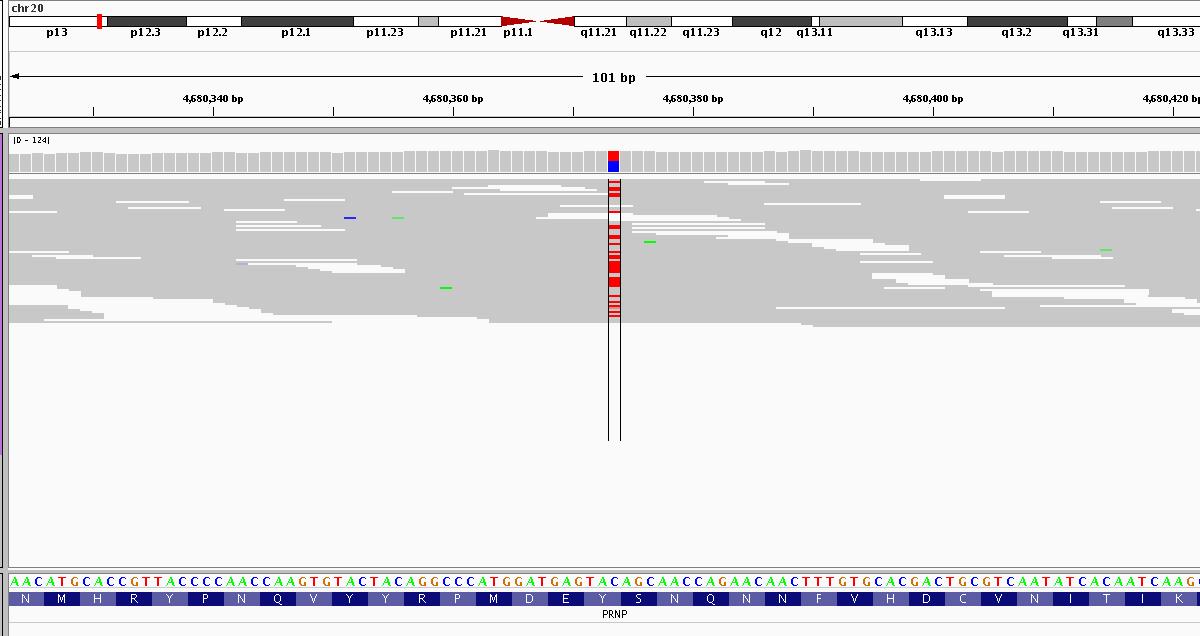 chr20
p13 p12.3 p12.2 p12.1 p11.23 p11.21 p11.1 q11.21 q11.22 q11.23 q12 q13.11 q13.13 q13.2 q13.31 q13.33
101 bp
4,680,340 bp 4,680,360 bp 4,680,380 bp 4,680,400 bp 4,680,420 bp
[0 - 124]
AACATGCACCGTTACCCCAACCAAGTGTACTACAGGCCCATGGATGAGTACAGCAACCAGAACAACTTTGTGCACGACTGCGTCAATATCACAATCAAG
N M H R Y P N Q V Y Y R P M D E Y S N Q N N F V H D C V N I T I K
PRNP